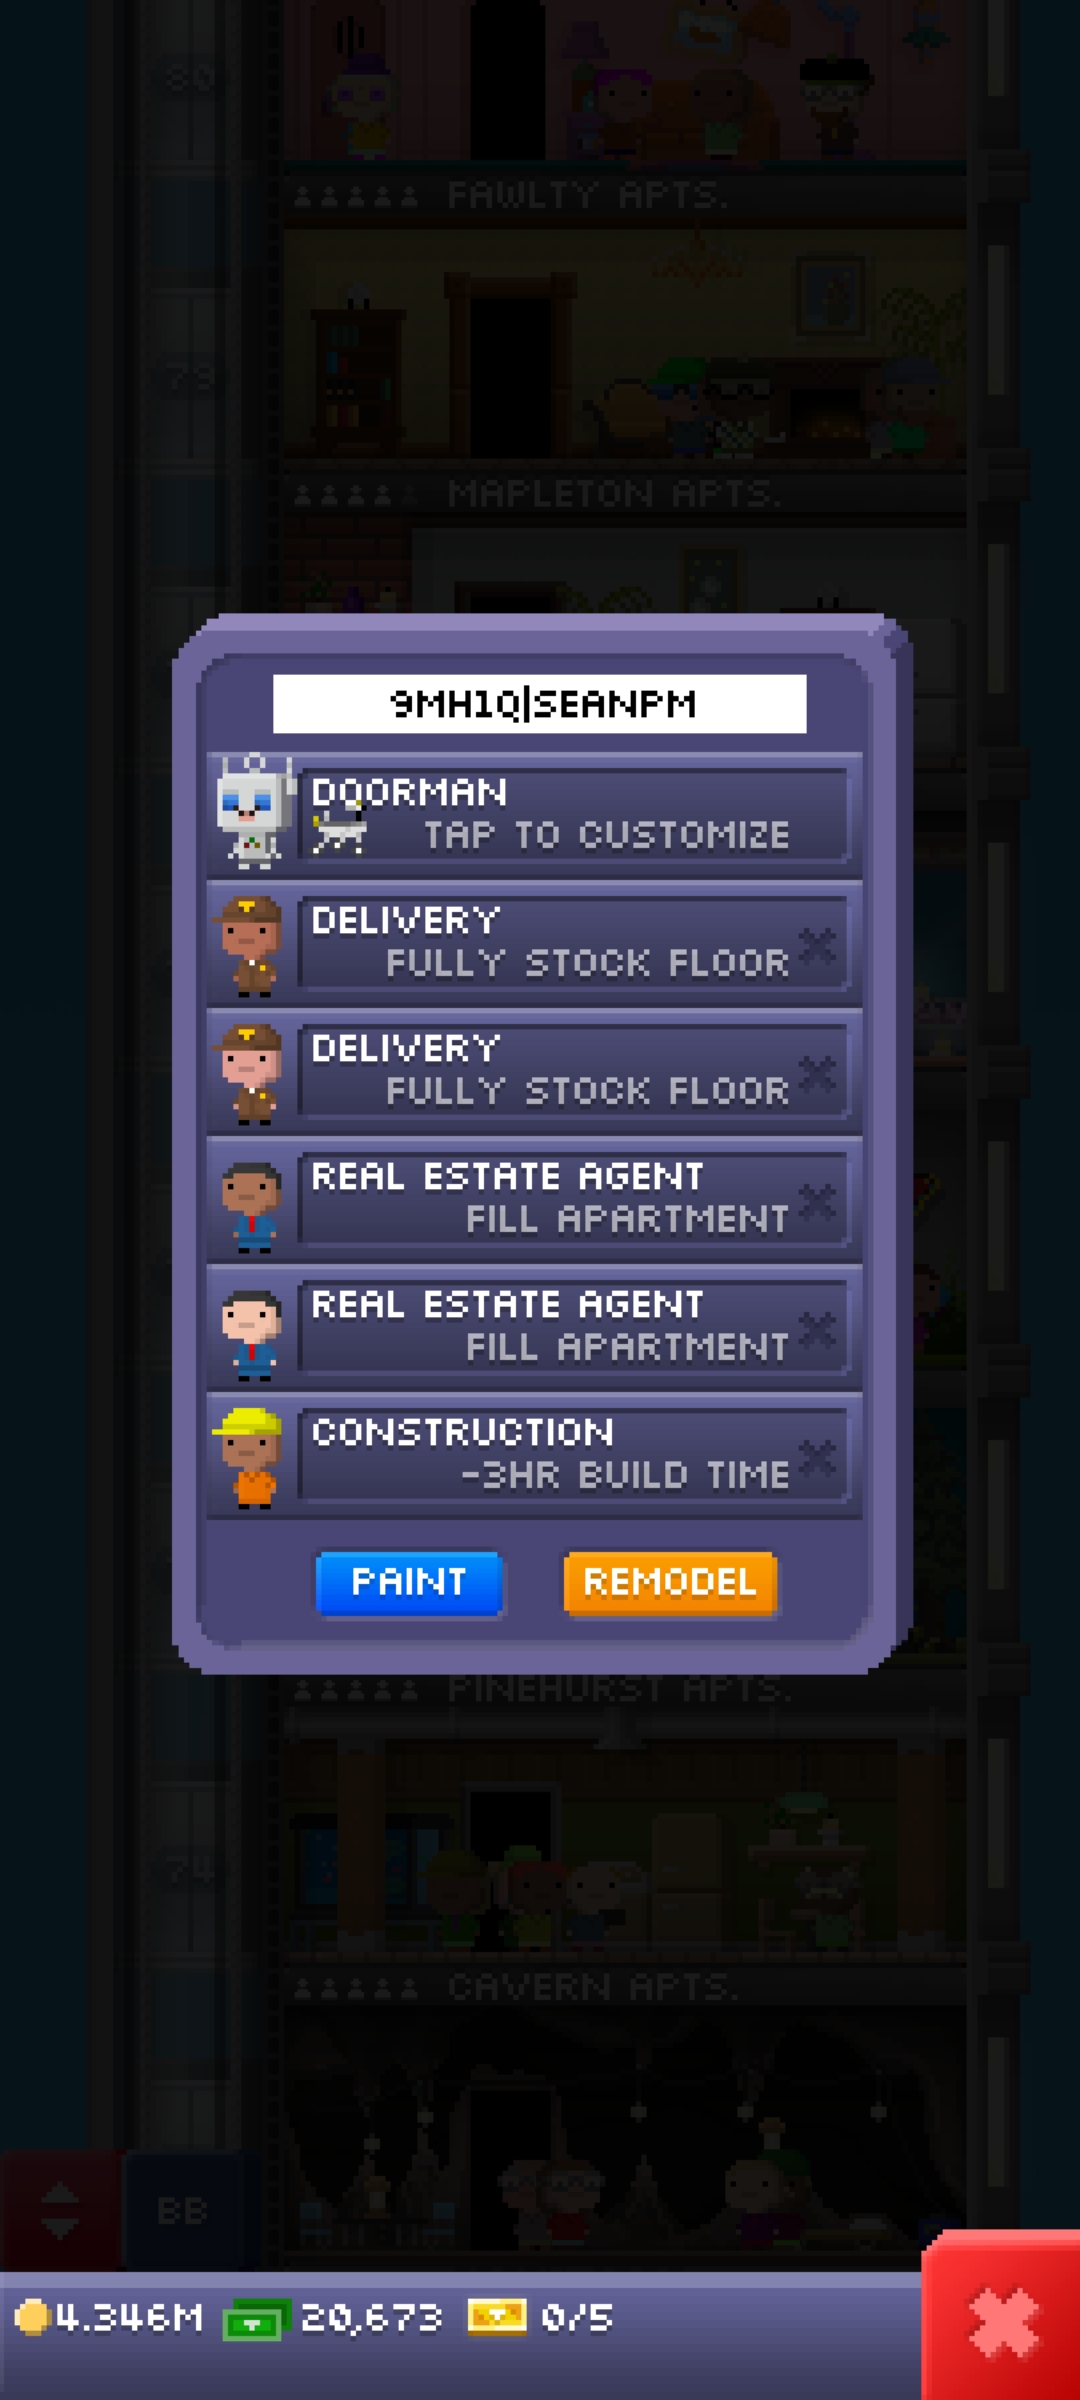 80
FAWLTY APTS.
79
MAPLETON APTS.
9MH1Q|SEANPM
DOORMAN
TAP TO CUSTOMIZE
DELIVERY
FULLY STOCK FLOOR
DELIVERY
FULLY STOCK FLOOR
REAL ESTATE AGENT
FILL APARTMENT
REAL ESTATE AGENT
FILL APARTMENT
CONSTRUCTION
-3HR BUILD TIME
PAINT REMODEL
PINEHURST APTS.
74
CAVERN APTS.
BB
4.346M 20,673 0/5